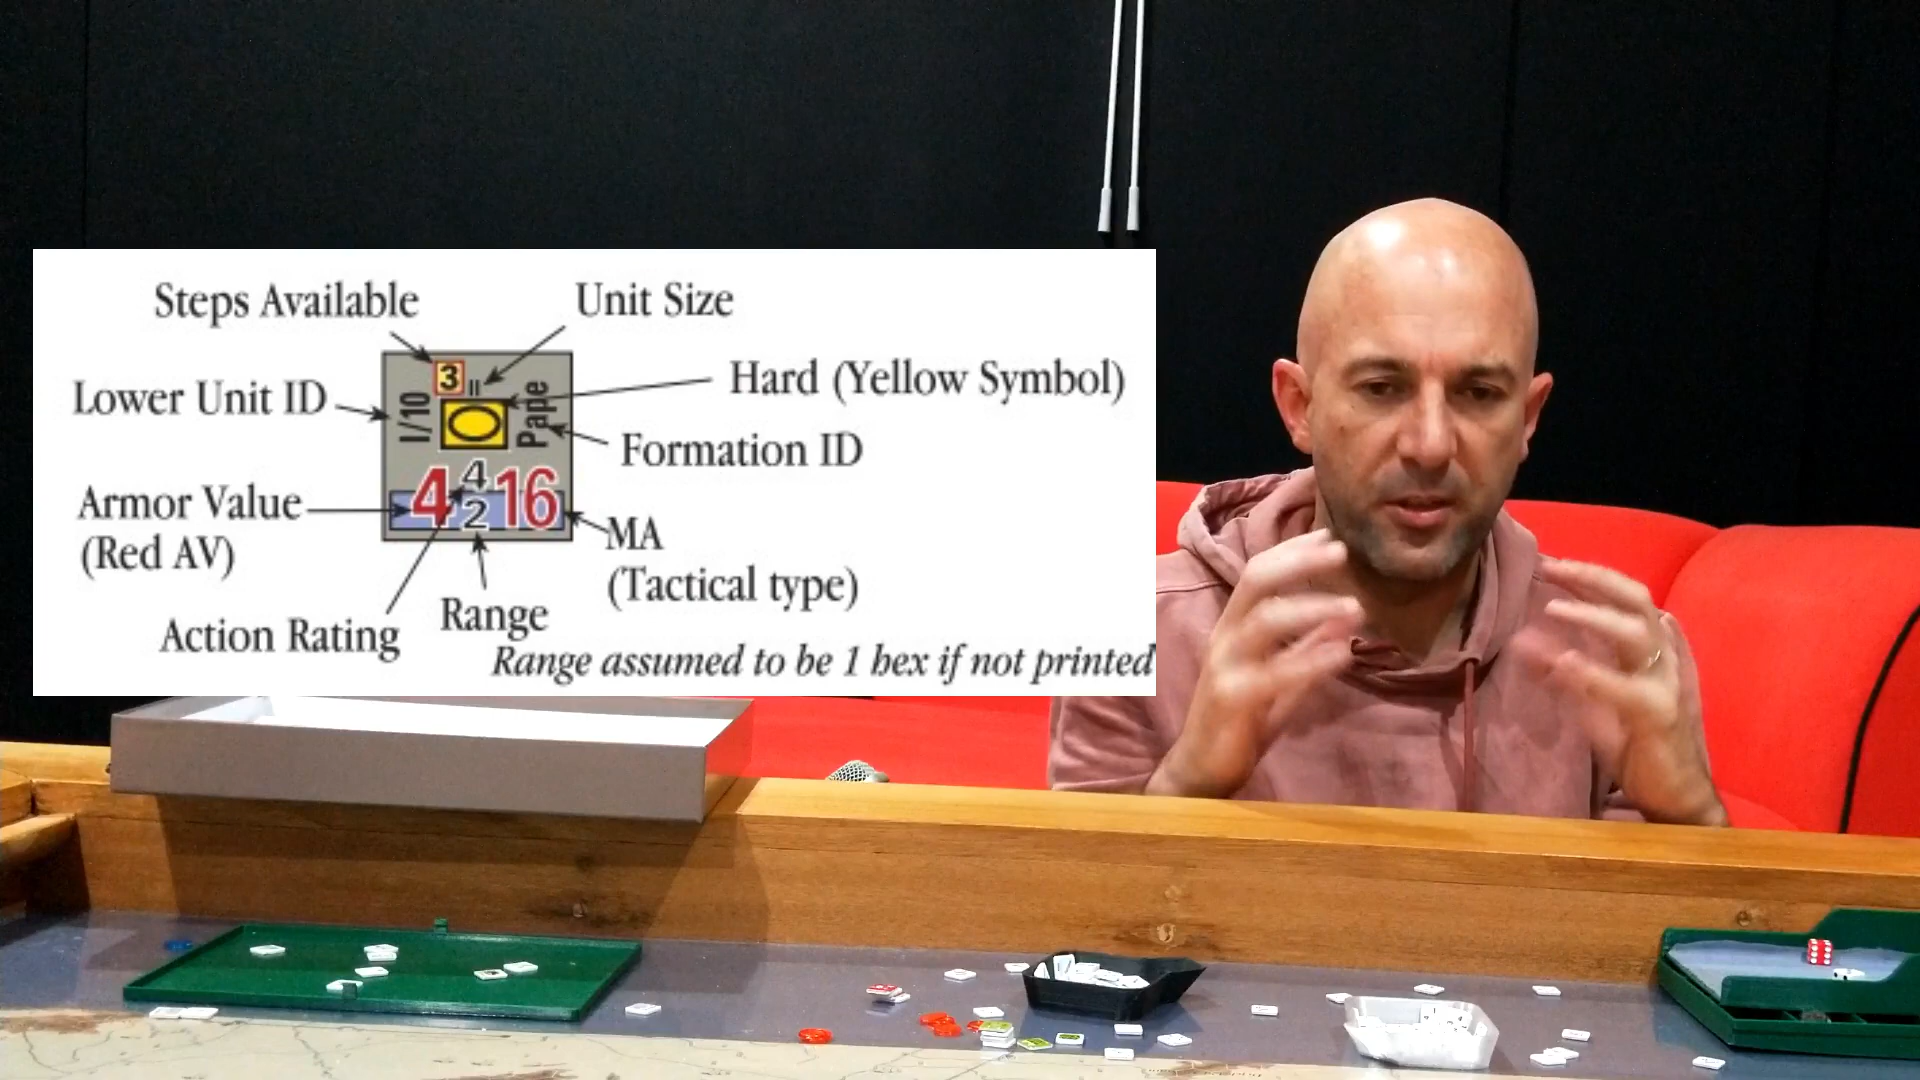 Steps Available
Unit Size
3
II
Hard (Yellow Symbol)
Lower Unit ID
I/10
Pape
Formation ID
4
4
16
2
Armor Value
(Red AV)
MA
(Tactical type)
Action Rating
Range
Range assumed to be 1 hex if not printed